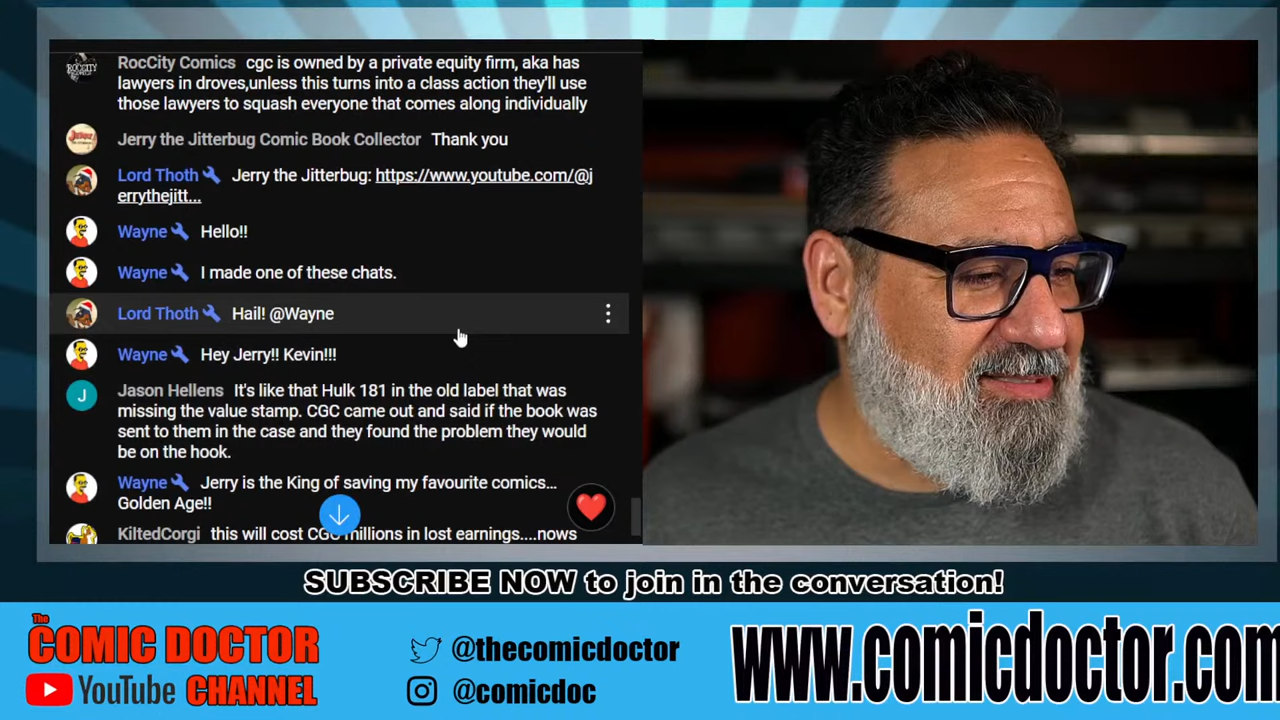 RocCity Comics cgc is owned by a private equity firm, aka has
lawyers in droves,unless this turns into a class action they'll use
those lawyers to squash everyone that comes along individually
Jerry the Jitterbug Comic Book Collector Thank you
Lord Thoth Jerry the Jitterbug: https://www.youtube.com/@j
errythejitt...
Wayne Hello!!
Wayne I made one of these chats.
Lord Thoth Hail! @Wayne
Wayne Hey Jerry!! Kevin!!!
J
Jason Hellens It's like that Hulk 181 in the old label that was
missing the value stamp. CGC came out and said if the book was
sent to them in the case and they found the problem they would
be on the hook.
Wayne Jerry is the King of saving my favourite comics...
Golden Age!!
KiltedCorgi this will cost CGC millions in lost earnings....nows
SUBSCRIBE NOW to join in the conversation!
The
COMIC DOCTOR
YouTube CHANNEL
@thecomicdoctor
@comicdoc
www.comicdoctor.com